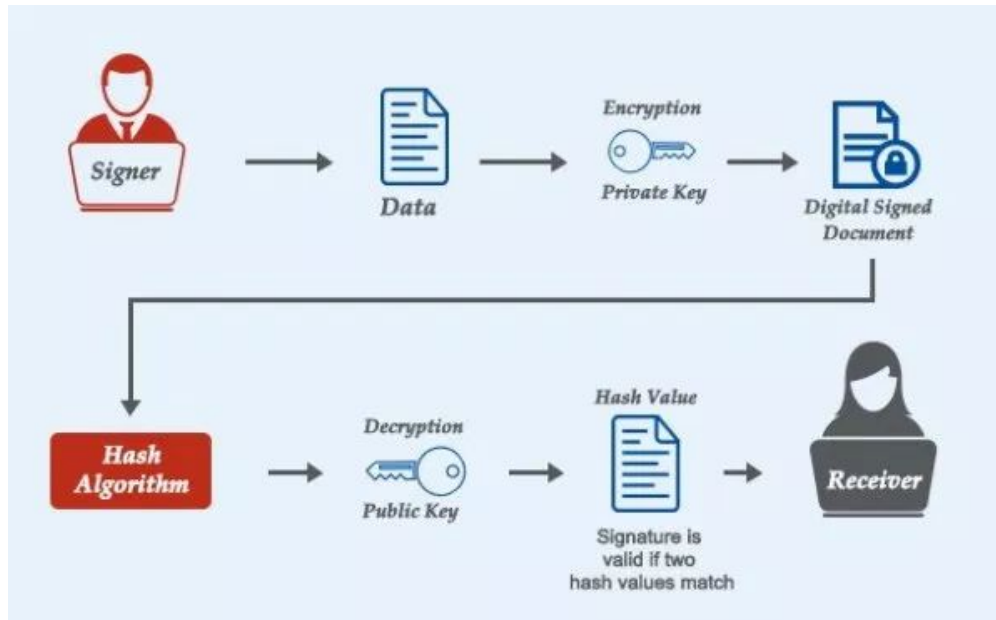 Signer
Data
Encryption
Private Key
Digital Signed
Document
Hash
Algorithm
Decryption
Public Key
Hash Value
Signature is
valid if two
hash values match
Receiver